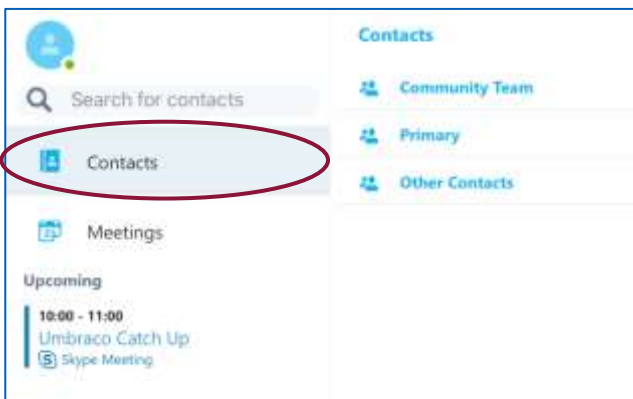 Search for contacts
Contacts
Meetings
Upcoming
10:00 - 11:00
Umbraco Catch Up
S Skype Meeting
Contacts
Community Team
Primary
Other Contacts